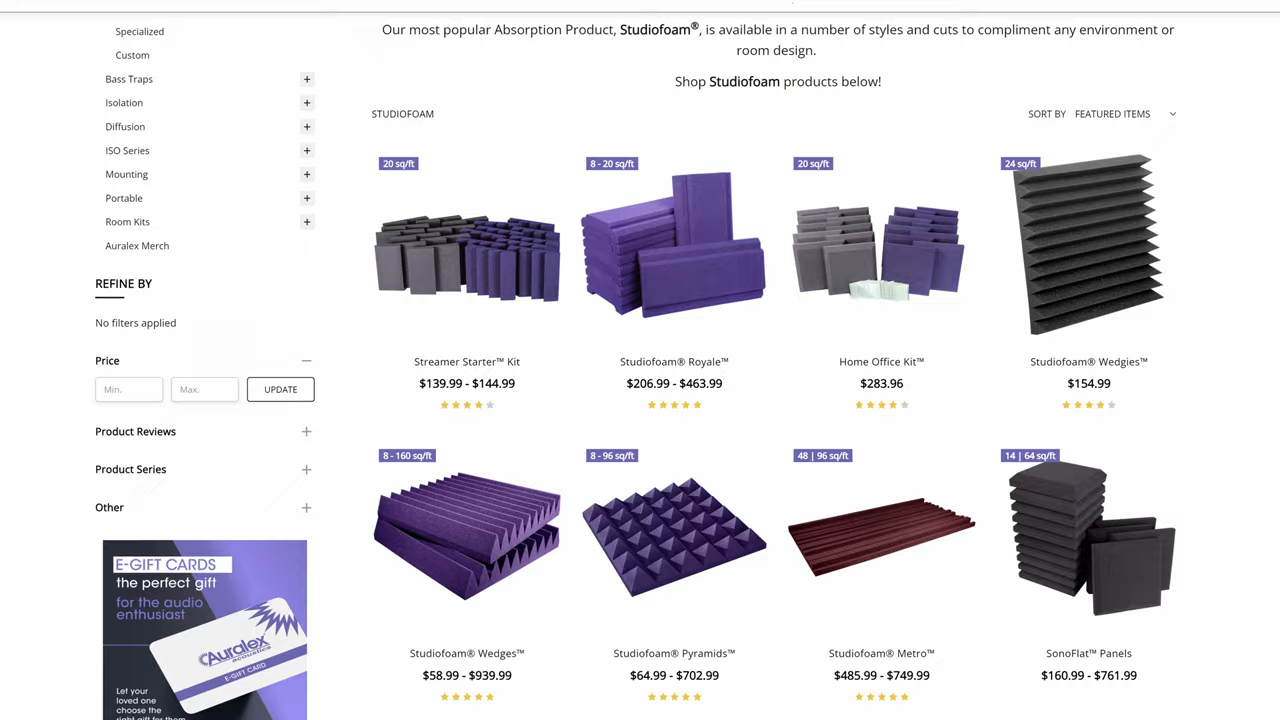 Specialized
Custom
Bass Traps
Isolation
Diffusion
ISO Series
Mounting
Portable
Room Kits
Auralex Merch
REFINE BY
No filters applied
Price
Min.
Max.
UPDATE
Product Reviews
Product Series
Other
E-GIFT CARDS
the perfect gift
for the audio
enthusiast
Auralex
acoustics
E-GIFT CARD
Let your
loved one
choose the
right gift for them
Our most popular Absorption Product, Studiofoam®, is available in a number of styles and cuts to compliment any environment or
room design.
Shop Studiofoam products below!
STUDIOFOAM
SORT BY FEATURED ITEMS
20 sq/ft
8 - 20 sq/ft
20 sq/ft
24 sq/ft
Streamer Starter™ Kit
Studiofoam® Royale™
Home Office Kit™
Studiofoam® Wedgies™
$139.99 - $144.99
$206.99 - $463.99
$283.96
$154.99
8 - 160 sq/ft
8 - 96 sq/ft
48 | 96 sq/ft
14 | 64 sq/ft
Studiofoam® Wedges™
Studiofoam® Pyramids™
Studiofoam® Metro™
SonoFlat™ Panels
$58.99 - $939.99
$64.99 - $702.99
$485.99 - $749.99
$160.99 - $761.99